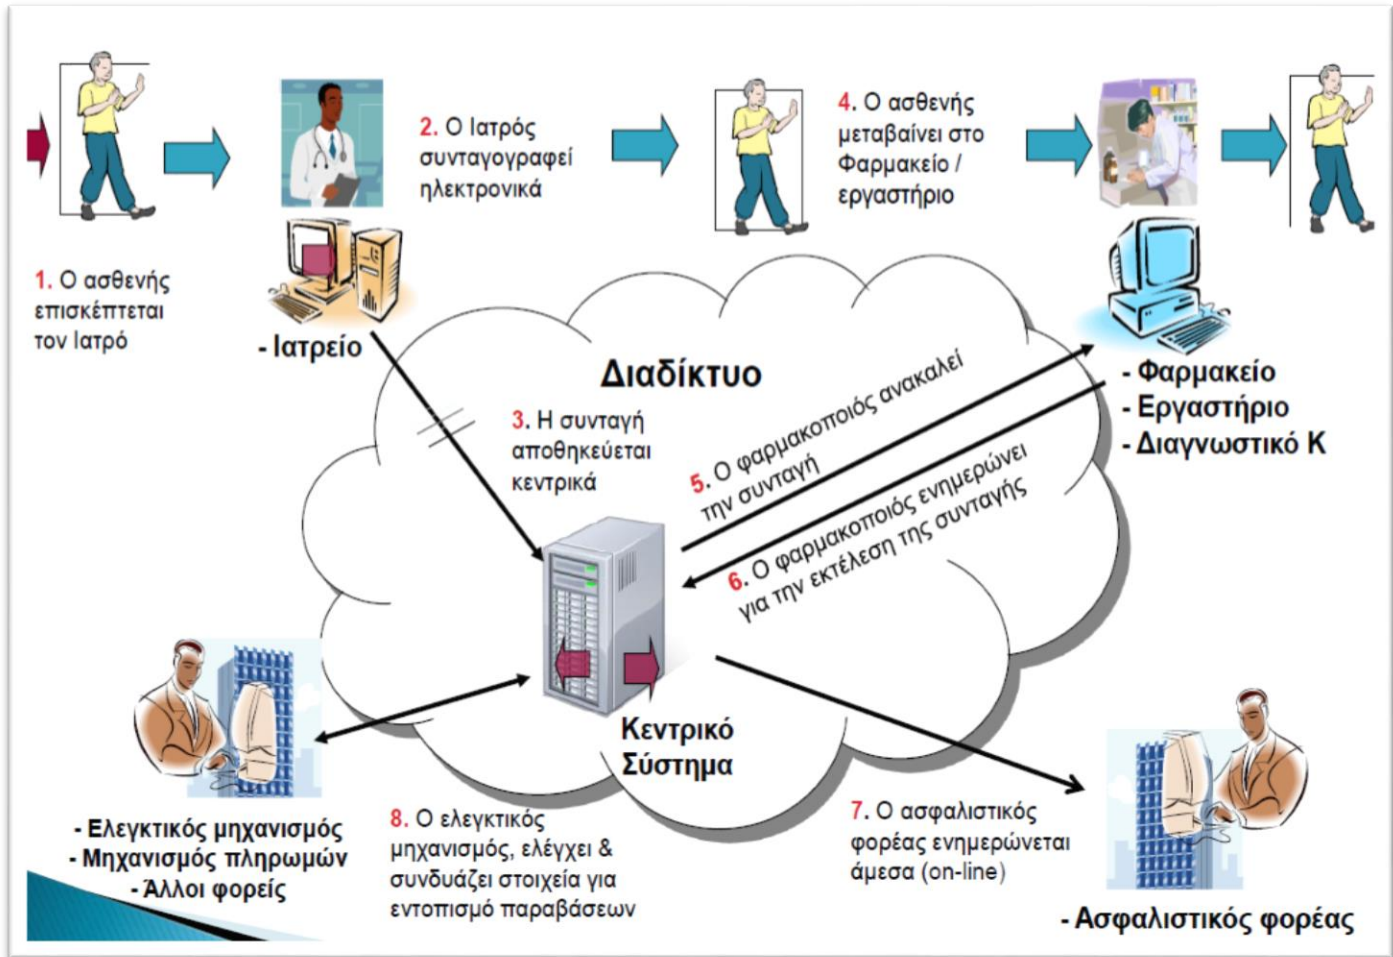 1. Ο ασθενής
επισκέπτεται
τον Ιατρό
2. Ο Ιατρός
συνταγογραφεί
ηλεκτρονικά
- Ιατρείο
4. Ο ασθενής
μεταβαίνει στο
Φαρμακείο /
εργαστήριο
- Φαρμακείο
- Εργαστήριο
- Διαγνωστικό Κ
Διαδίκτυο
3. Η συνταγή
αποθηκεύεται
κεντρικά
5. Ο φαρμακοποιός ανακαλεί
την συνταγή
6. Ο φαρμακοποιός ενημερώνει
για την εκτέλεση της συνταγής
Κεντρικό
Σύστημα
7. Ο ασφαλιστικός
φορέας ενημερώνεται
άμεσα (on-line)
- Ασφαλιστικός φορέας
8. Ο ελεγκτικός
μηχανισμός, ελέγχει &
συνδυάζει στοιχεία για
εντοπισμό παραβάσεων
- Ελεγκτικός μηχανισμός
- Μηχανισμός πληρωμών
- Άλλοι φορείς